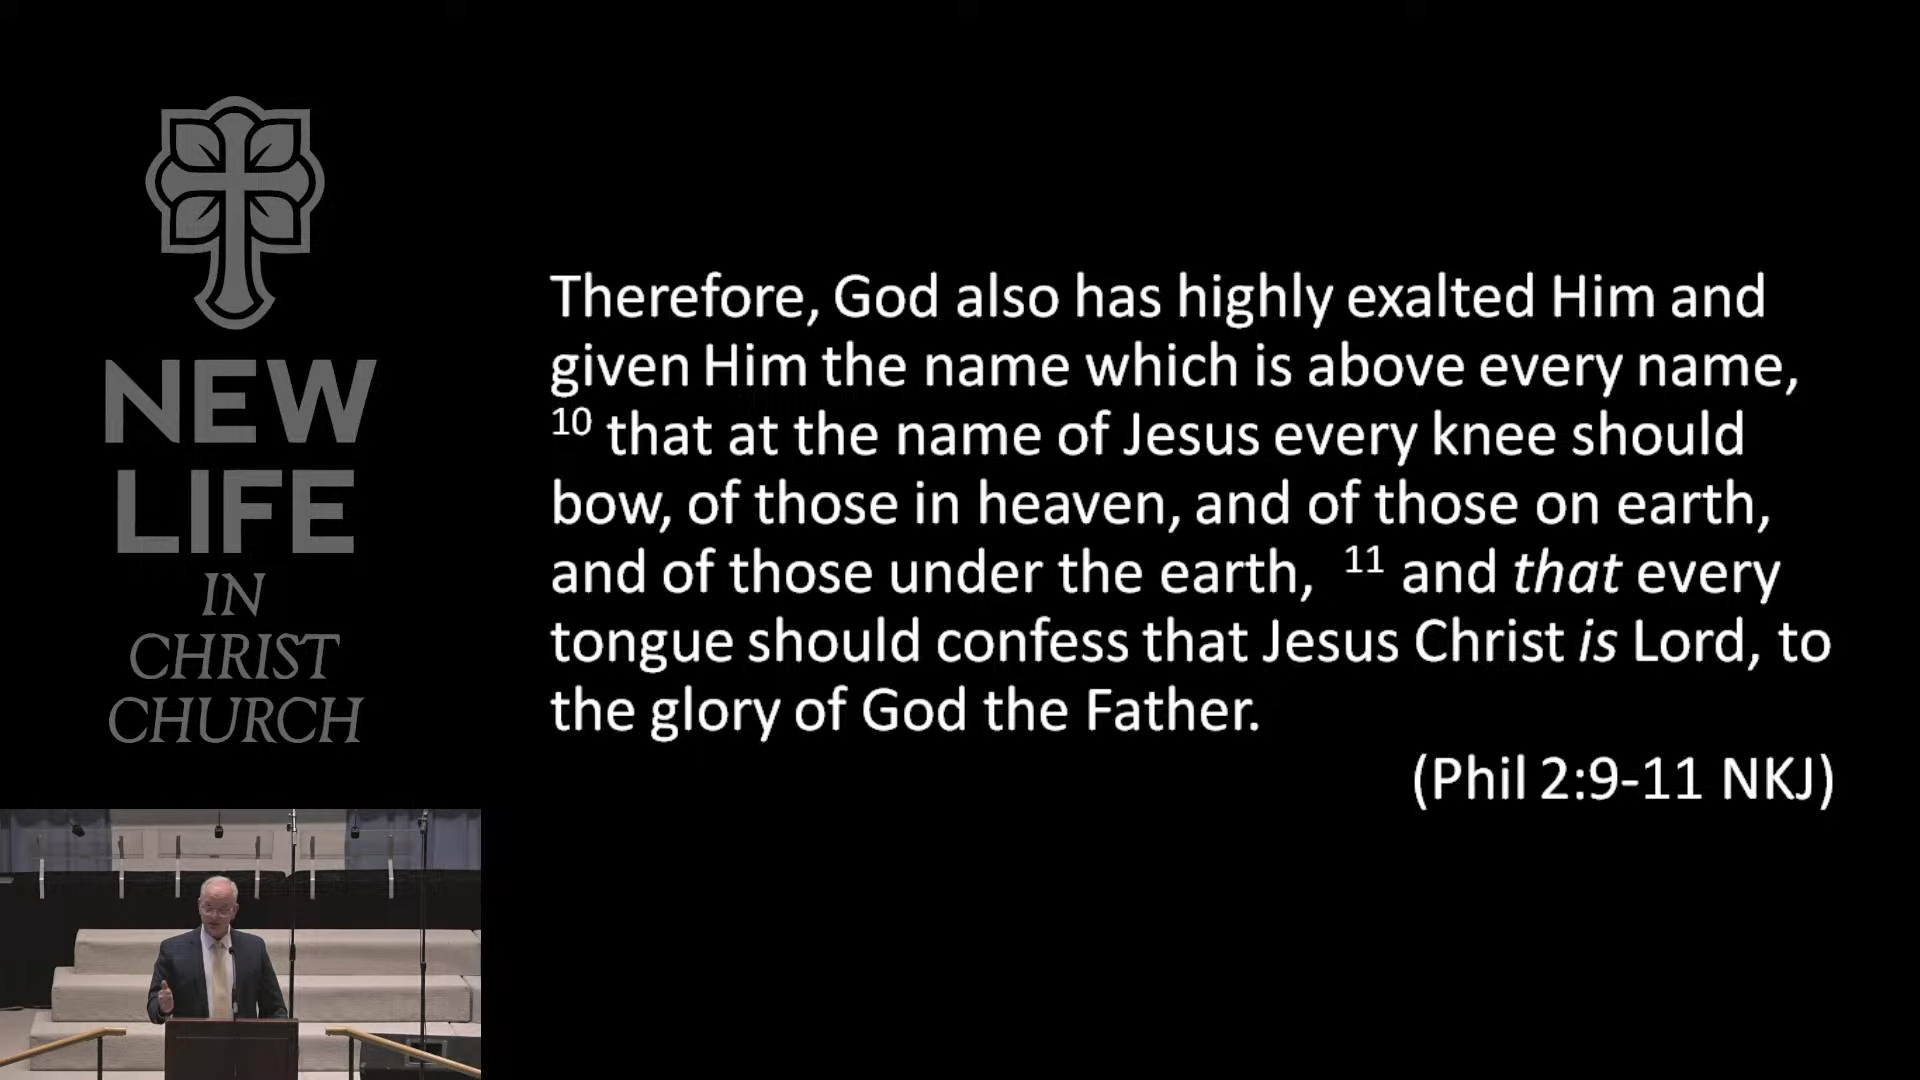 NEW
LIFE
IN
CHRIST
CHURCH
Therefore, God also has highly exalted Him and
given Him the name which is above every name,
10 that at the name of Jesus every knee should
bow, of those in heaven, and of those on earth,
and of those under the earth, 11 and that every
tongue should confess that Jesus Christ is Lord, to
the glory of God the Father.
(Phil 2:9-11 NKJ)